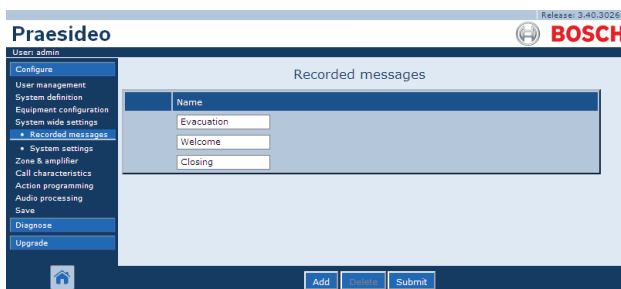 Release: 3.40.3026
Praesideo
BOSCH
User: admin
Configure
User management
System definition
Equipment configuration
System wide settings
• Recorded messages
• System settings
Zone & amplifier
Call characteristics
Action programming
Audio processing
Save
Diagnose
Upgrade
Recorded messages
Name
Evacuation
Welcome
Closing
Add Delete Submit